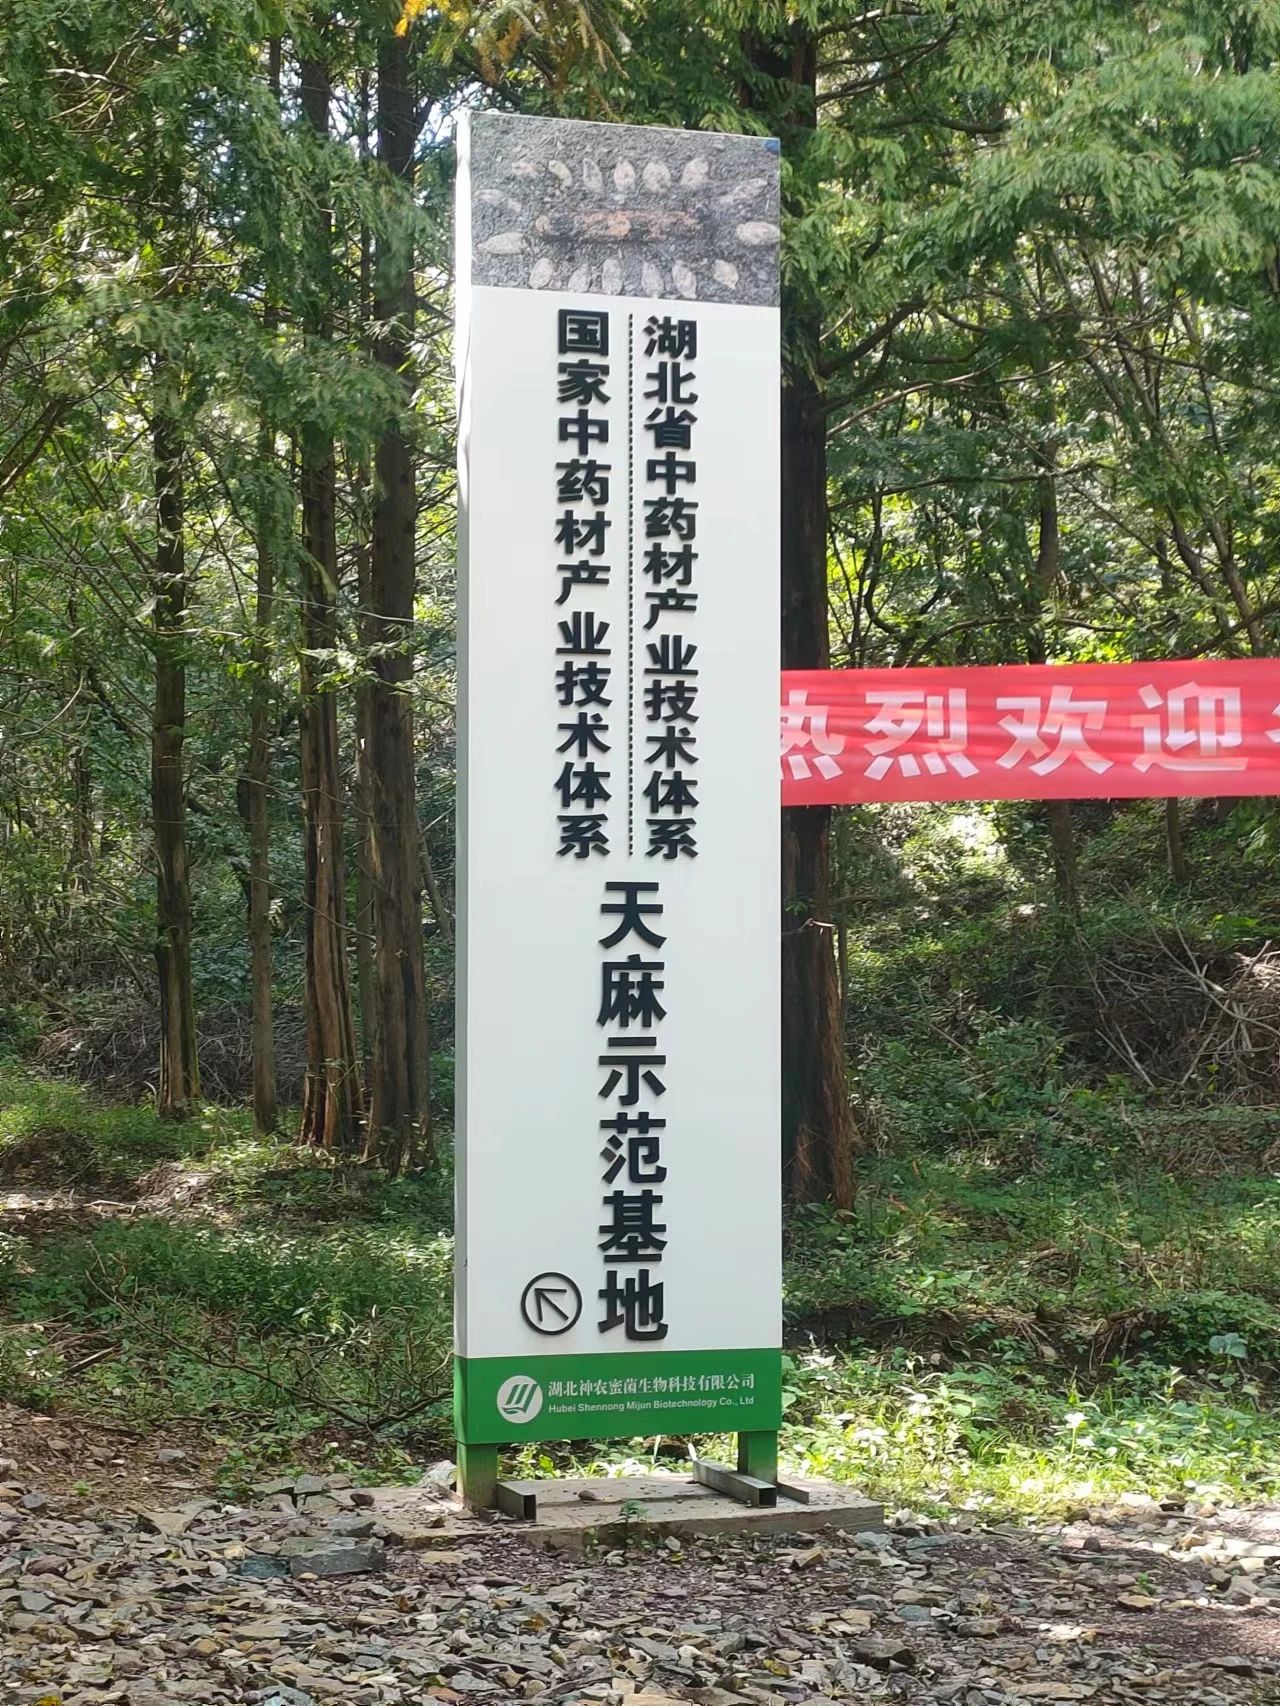 湖北省中药材产业技术体系
国家中药材产业技术体系
天麻示范基地
湖北神农蜜菌生物科技有限公司
Hubei Shennong Mijun Biotechnology Co., Ltd
热烈欢迎